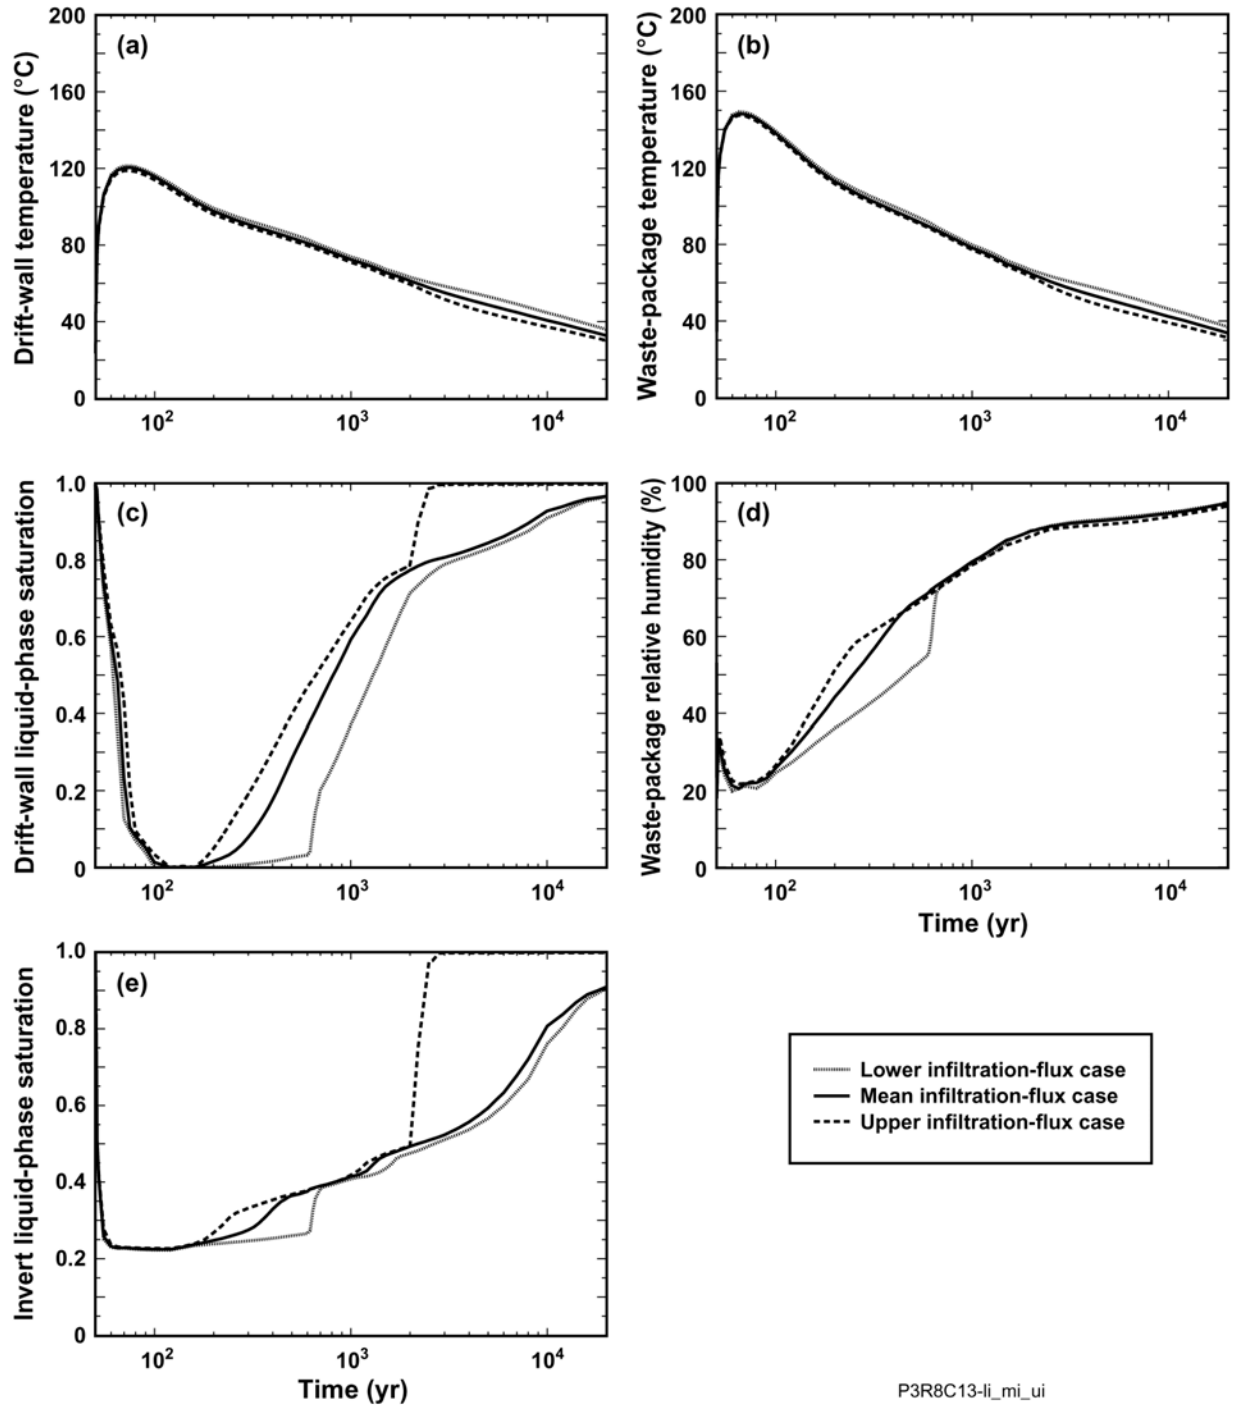 Drift-wall temperature (°C)
200
160
120
80
40
0
(a)
10²
10³
10⁴
Waste-package temperature (°C)
200
160
120
80
40
0
(b)
10²
10³
10⁴
Drift-wall liquid-phase saturation
1.0
0.8
0.6
0.4
0.2
0
(c)
10²
10³
10⁴
Waste-package relative humidity (%)
100
80
60
40
20
0
(d)
10²
10³
10⁴
Time (yr)
Invert liquid-phase saturation
1.0
0.8
0.6
0.4
0.2
0
(e)
10²
10³
10⁴
Time (yr)
Lower infiltration-flux case
Mean infiltration-flux case
Upper infiltration-flux case
P3R8C13-li_mi_ui